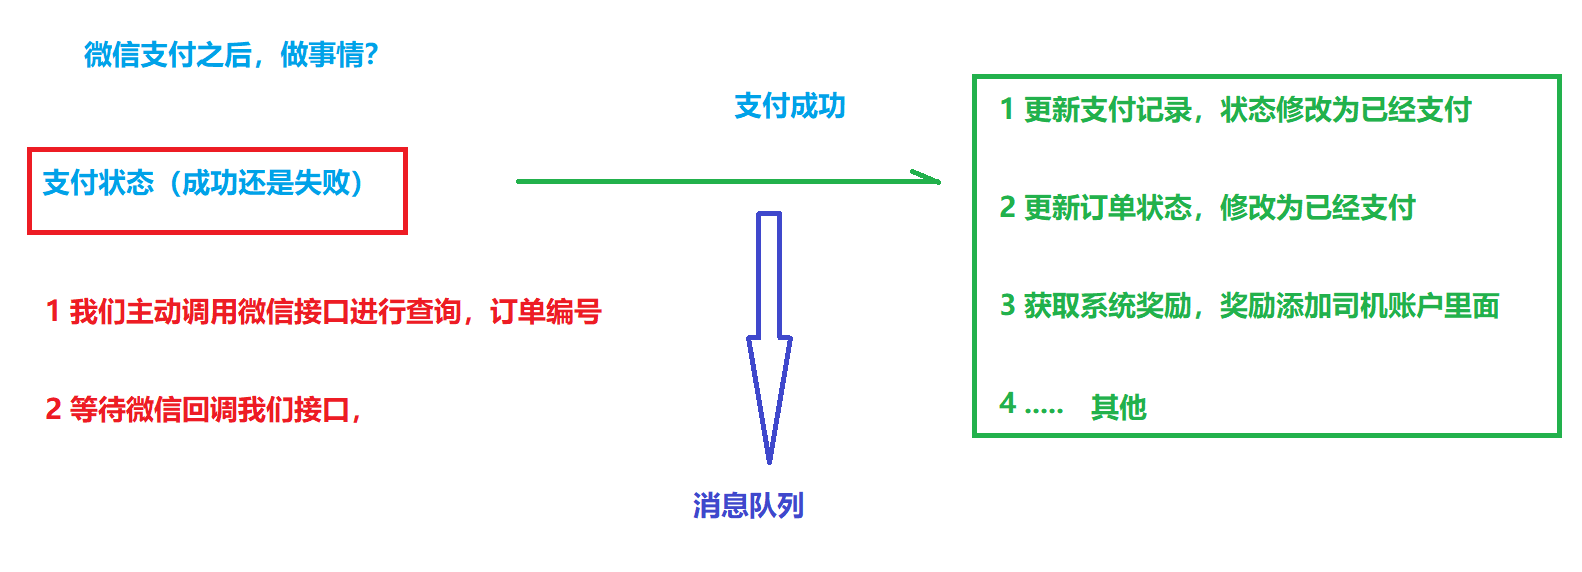 微信支付之后，做事情？
支付成功
支付状态（成功还是失败）
1 我们主动调用微信接口进行查询，订单编号
2 等待微信回调我们接口，
消息队列
1 更新支付记录，状态修改为已经支付
2 更新订单状态，修改为已经支付
3 获取系统奖励，奖励添加司机账户里面
4 ..... 其他